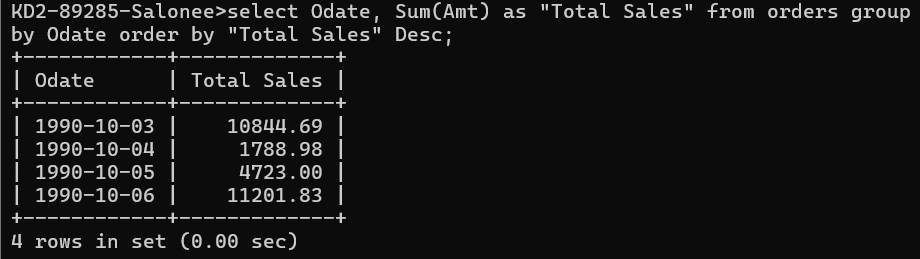 KD2-89285-Salonee>select Odate, Sum(Amt) as "Total Sales" from orders group
by Odate order by "Total Sales" Desc;
+------------+-------------+
| Odate      | Total Sales |
+------------+-------------+
| 1990-10-03 |    10844.69 |
| 1990-10-04 |     1788.98 |
| 1990-10-05 |     4723.00 |
| 1990-10-06 |    11201.83 |
+------------+-------------+
4 rows in set (0.00 sec)